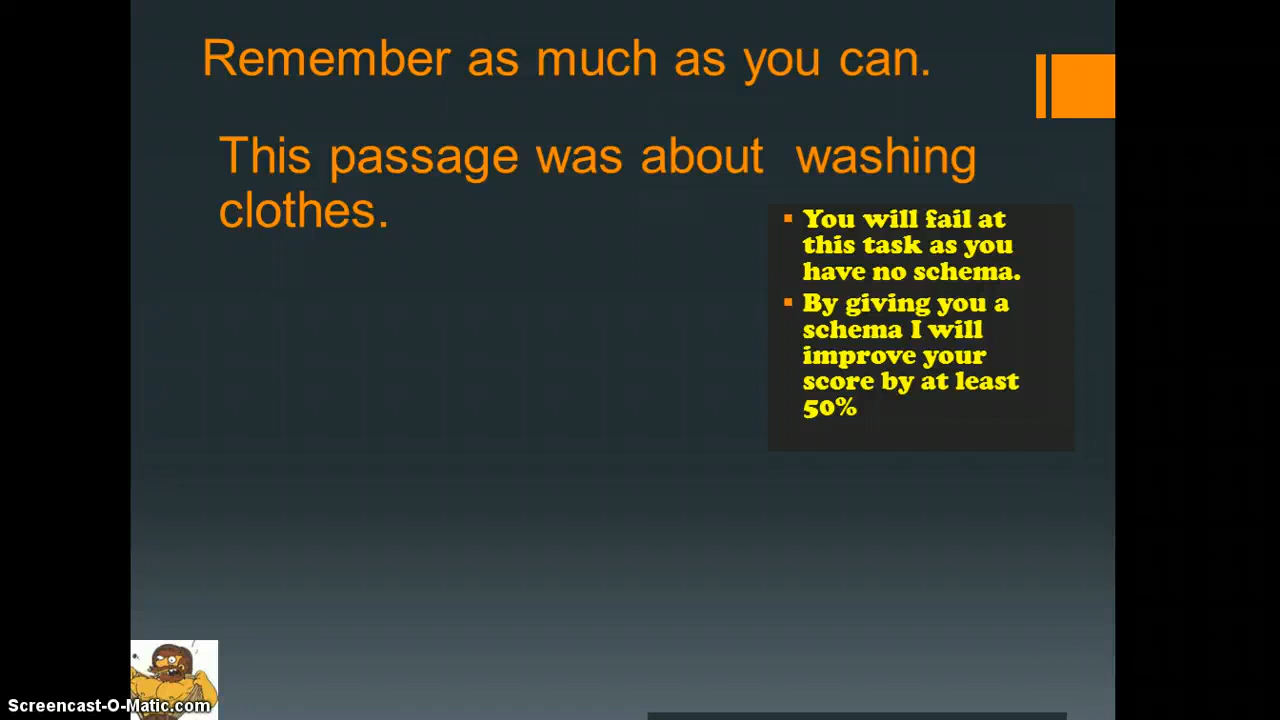 Remember as much as you can.
This passage was about washing
clothes.
You will fail at
this task as you
have no schema.
By giving you a
schema I will
improve your
score by at least
50%
Screencast-O-Matic.com